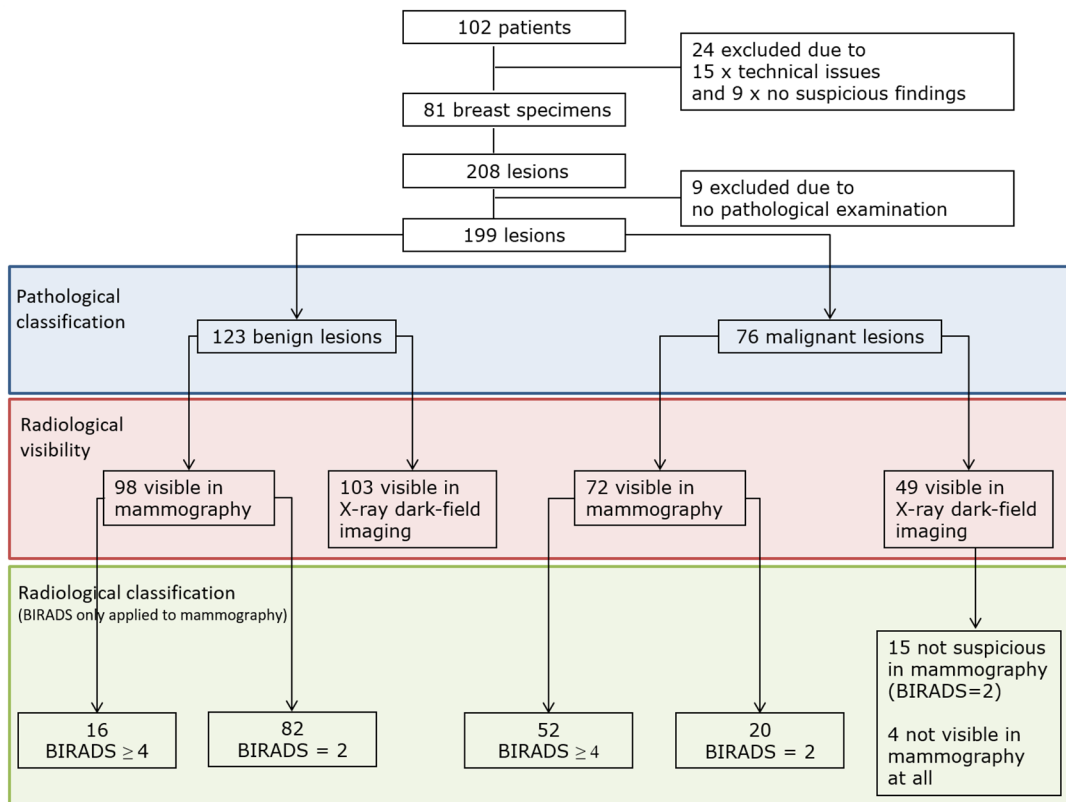 102 patients
24 excluded due to
15 x technical issues
and 9 x no suspicious findings
81 breast specimens
208 lesions
9 excluded due to
no pathological examination
199 lesions
Pathological
classification
123 benign lesions
76 malignant lesions
Radiological
visibility
98 visible in
mammography
103 visible in
X-ray dark-field
imaging
72 visible in
mammography
49 visible in
X-ray dark-field
imaging
Radiological classification
(BIRADS only applied to mammography)
16
BIRADS ≥ 4
82
BIRADS = 2
52
BIRADS ≥ 4
20
BIRADS = 2
15 not suspicious
in mammography
(BIRADS=2)
4 not visible in
mammography
at all